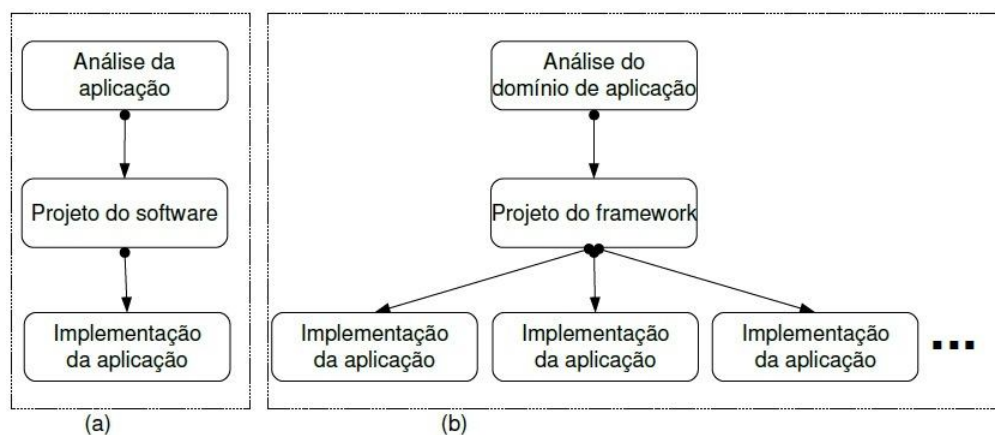 Análise da
aplicação
Projeto do software
Implementação
da aplicação
(a)
Análise do
domínio de aplicação
Projeto do framework
Implementação
da aplicação
Implementação
da aplicação
Implementação
da aplicação
...
(b)